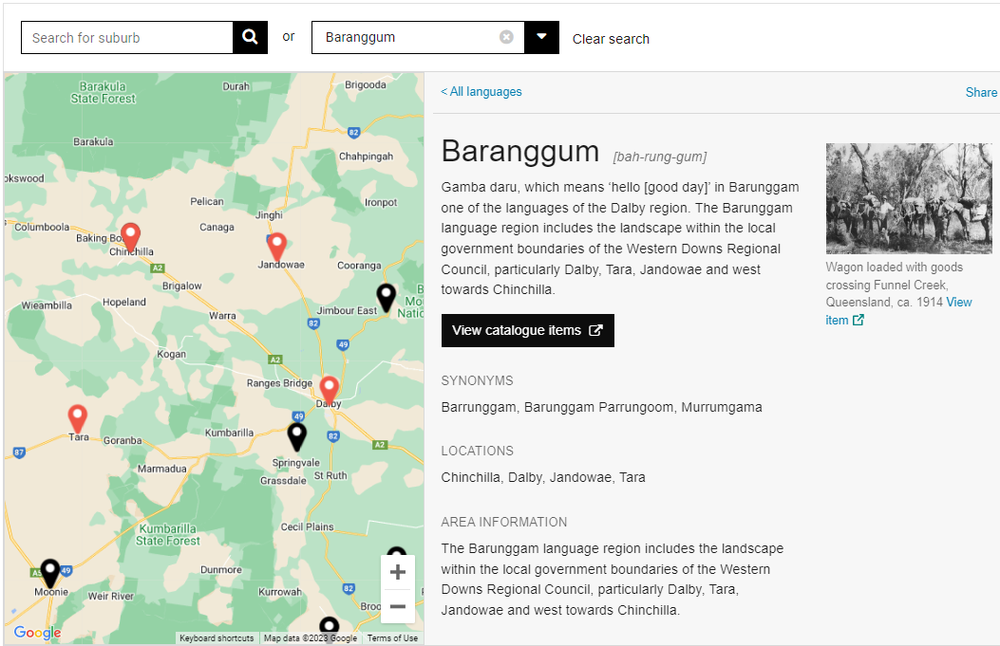 Search for suburb
or
Baranggum
Clear search
< All languages
Share
Baranggum [bah-rung-gum]
Gamba daru, which means ‘hello [good day]’ in Barunggam
one of the languages of the Dalby region. The Barunggam
language region includes the landscape within the local
government boundaries of the Western Downs Regional
Council, particularly Dalby, Tara, Jandowae and west
towards Chinchilla.
View catalogue items
Wagon loaded with goods
crossing Funnel Creek,
Queensland, ca. 1914 View
item
SYNONYMS
Barrunggam, Barunggam Parrungoom, Murrumgama
LOCATIONS
Chinchilla, Dalby, Jandowae, Tara
AREA INFORMATION
The Barunggam language region includes the landscape
within the local government boundaries of the Western
Downs Regional Council, particularly Dalby, Tara,
Jandowae and west towards Chinchilla.
Barakula
State Forest
Durah
Brigooda
82
Barakula
Chahpingah
okswood
Pelican
Ironpot
Jinghi
Columboola
Canaga
Baking Bo
Chinchilla
Jandowae
Cooranga
A2
Brigalow
Hopeland
Wieambilla
Jimbour East
B
Mo
Natio
Warra
82
49
Kogan
A2
Ranges Bridge
Dalby
49
Tara
Goranba
Kumbarilla
82
A2
87
Springvale
Marmadua
Grassdale
St Ruth
Kumbarilla
State Forest
Cecil Plains
Dunmore
49
Moonie
Weir River
Kurrowah
82
Broo
+
−
Google
Keyboard shortcuts
Map data ©2023 Google
Terms of Use